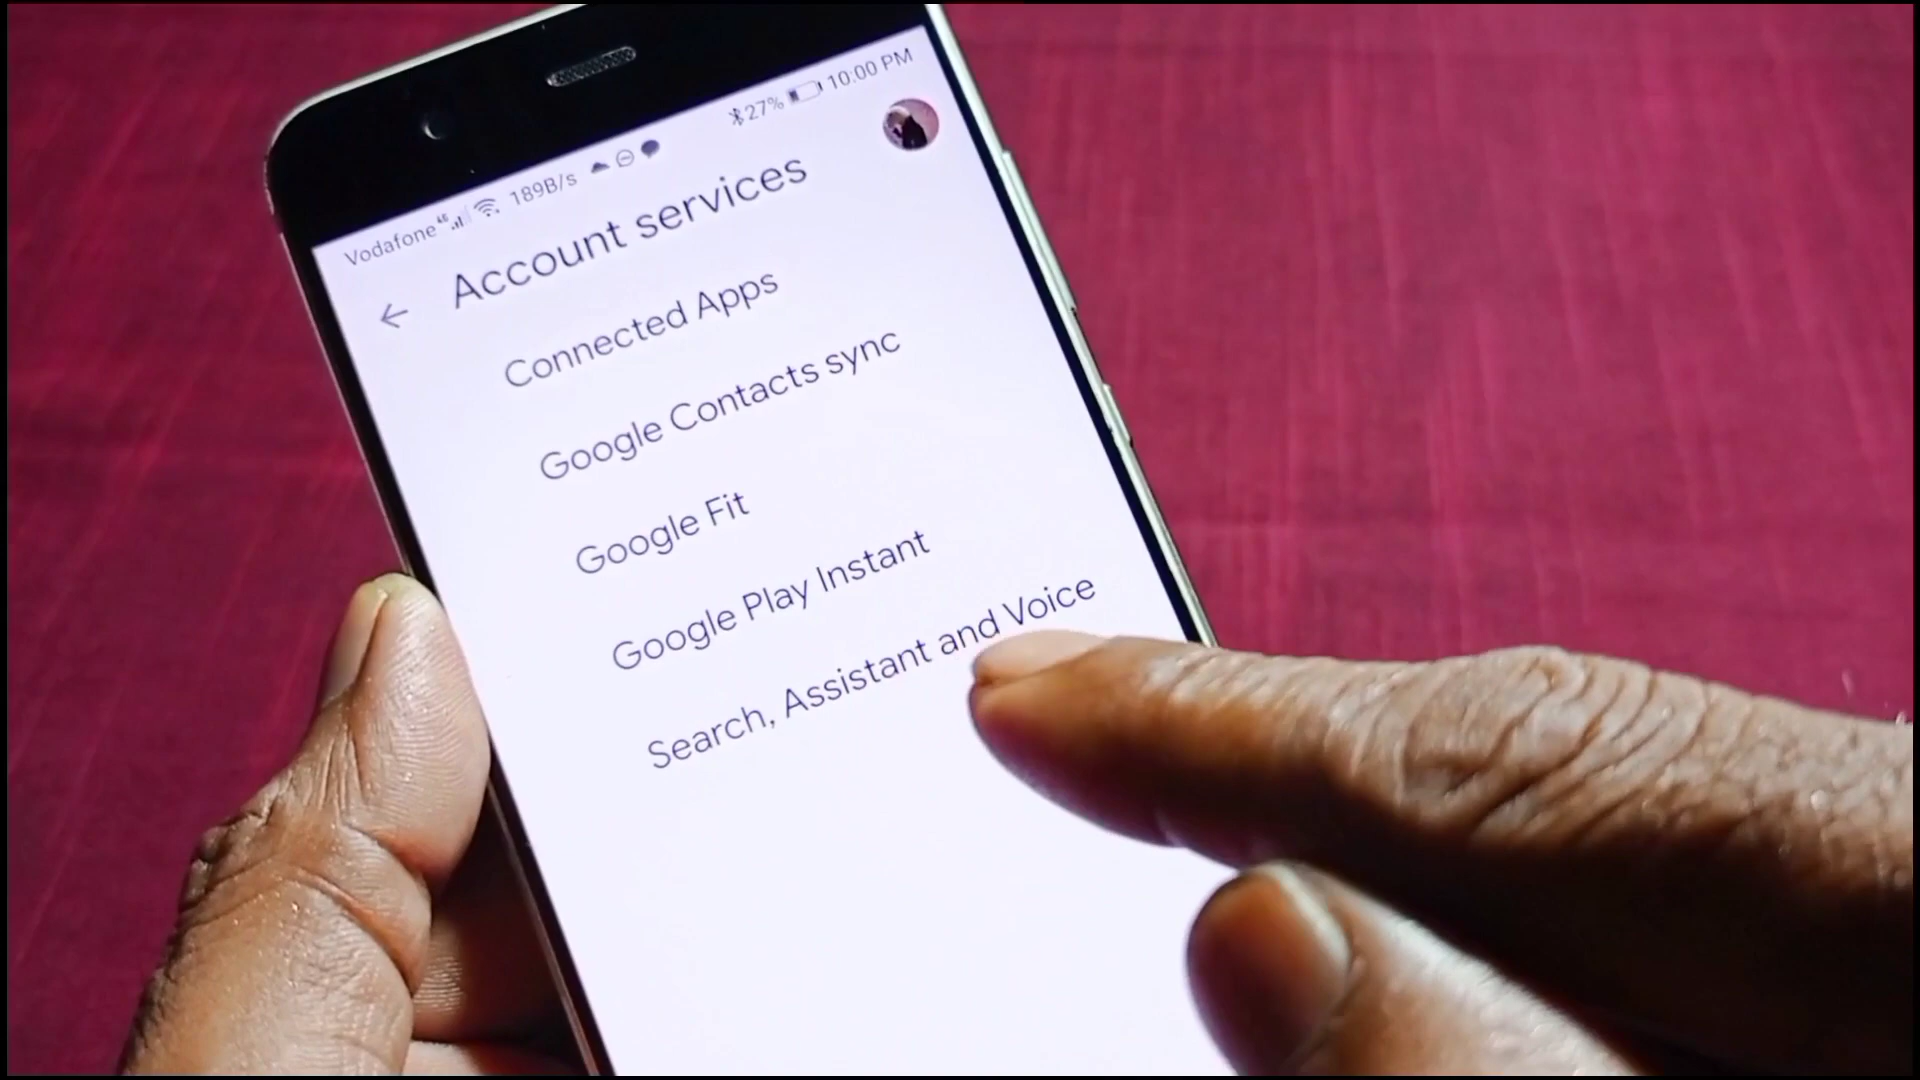 Vodafone 4G 189B/s 27% 10:00 PM
Account services
Connected Apps
Google Contacts sync
Google Fit
Google Play Instant
Search, Assistant and Voice